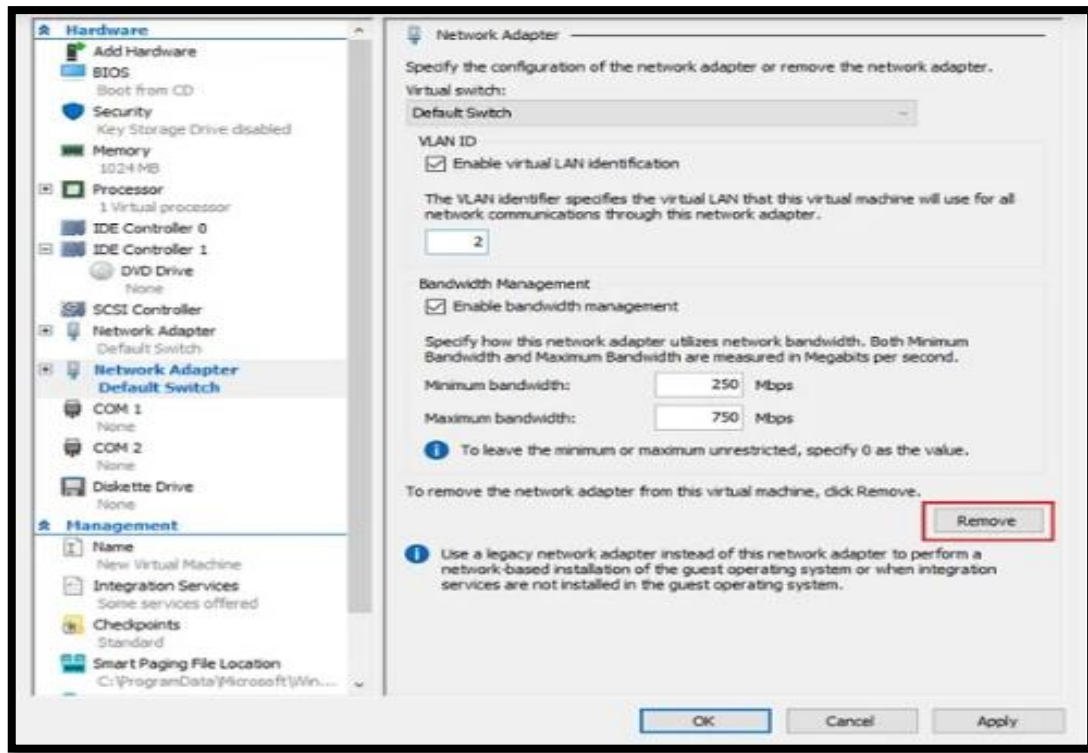 Hardware
Add Hardware
BIOS
Boot from CD
Security
Key Storage Drive disabled
Memory
1024 MB
Processor
1 Virtual processor
IDE Controller 0
IDE Controller 1
DVD Drive
None
SCSI Controller
Network Adapter
Default Switch
Network Adapter
Default Switch
COM 1
None
COM 2
None
Diskette Drive
None
Management
Name
New Virtual Machine
Integration Services
Some services offered
Checkpoints
Standard
Smart Paging File Location
C:\ProgramData\Microsoft\Win....
Network Adapter
Specify the configuration of the network adapter or remove the network adapter.
Virtual switch:
Default Switch
VLAN ID
Enable virtual LAN identification
The VLAN identifier specifies the virtual LAN that this virtual machine will use for all
network communications through this network adapter.
2
Bandwidth Management
Enable bandwidth management
Specify how this network adapter utilizes network bandwidth. Both Minimum
Bandwidth and Maximum Bandwidth are measured in Megabits per second.
Minimum bandwidth: 250 Mbps
Maximum bandwidth: 750 Mbps
To leave the minimum or maximum unrestricted, specify 0 as the value.
To remove the network adapter from this virtual machine, click Remove.
Remove
Use a legacy network adapter instead of this network adapter to perform a
network-based installation of the guest operating system or when integration
services are not installed in the guest operating system.
OK Cancel Apply